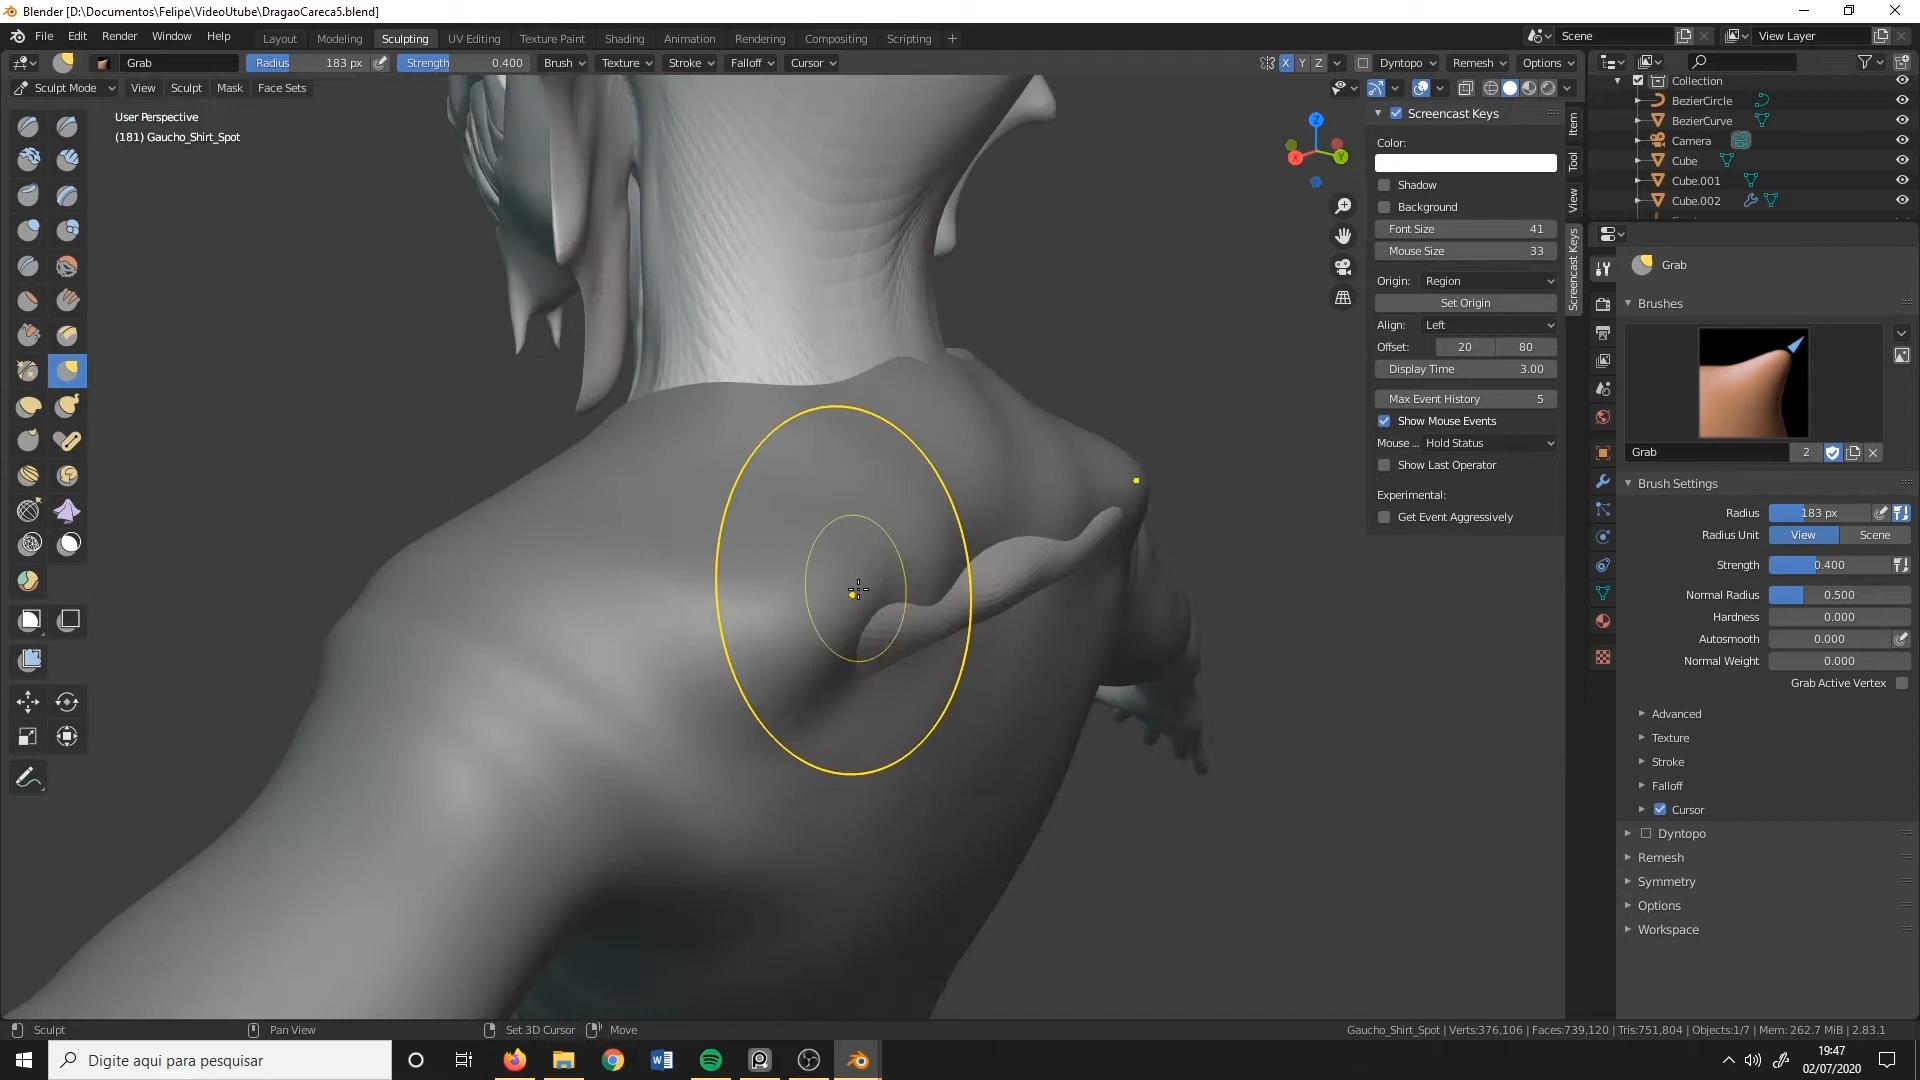 Blender [D:\Documentos\Felipe\VideoUtube\DragaoCareca5.blend]
File Edit Render Window Help Layout Modeling Sculpting UV Editing Texture Paint Shading Animation Rendering Compositing Scripting + Scene View Layer
Grab Radius 183 px Strength 0.400 Brush Texture Stroke Falloff Cursor X Y Z Dyntopo Remesh Options
Sculpt Mode View Sculpt Mask Face Sets
User Perspective
(181) Gaucho_Shirt_Spot
Z
X
Y
Screencast Keys
Color:
Shadow
Background
Font Size 41
Mouse Size 33
Origin: Region
Set Origin
Align: Left
Offset: 20 80
Display Time 3.00
Max Event History 5
Show Mouse Events
Mouse ... Hold Status
Show Last Operator
Experimental:
Get Event Aggressively
Item
Tool
View
Screencast Keys
Collection
BezierCircle
BezierCurve
Camera
Cube
Cube.001
Cube.002
Grab
Brushes
Grab 2
Brush Settings
Radius 183 px
Radius Unit View Scene
Strength 0.400
Normal Radius 0.500
Hardness 0.000
Autosmooth 0.000
Normal Weight 0.000
Grab Active Vertex
Advanced
Texture
Stroke
Falloff
Cursor
Dyntopo
Remesh
Symmetry
Options
Workspace
Sculpt Pan View Set 3D Cursor Move Gaucho_Shirt_Spot | Verts:376,106 | Faces:739,120 | Tris:751,804 | Objects:1/7 | Mem: 262.7 MiB | 2.83.1
Digite aqui para pesquisar
19:47
02/07/2020